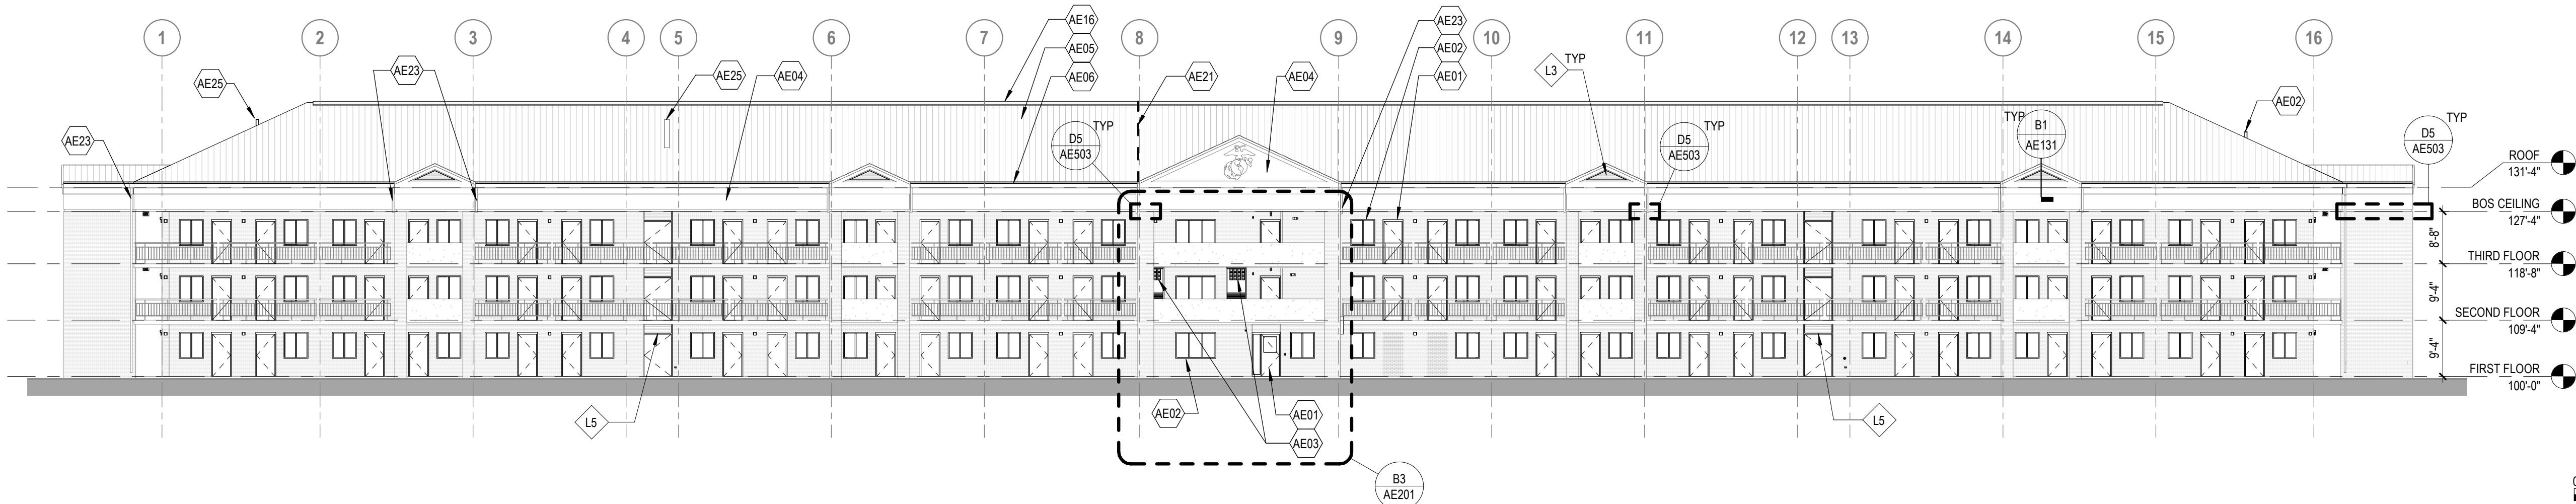 1
2
3
4
5
6
7
8
9
10
11
12
13
14
15
16
AE16
AE05
AE06
AE23
AE02
AE01
AE25
AE23
AE25
AE04
AE21
AE04
L3
TYP
AE02
AE23
D5
AE503
TYP
D5
AE503
TYP
B1
AE131
TYP
D5
AE503
TYP
ROOF
131'-4"
BOS CEILING
127'-4"
8'-8"
THIRD FLOOR
118'-8"
9'-4"
SECOND FLOOR
109'-4"
9'-4"
FIRST FLOOR
100'-0"
L5
AE02
AE01
AE03
L5
B3
AE201